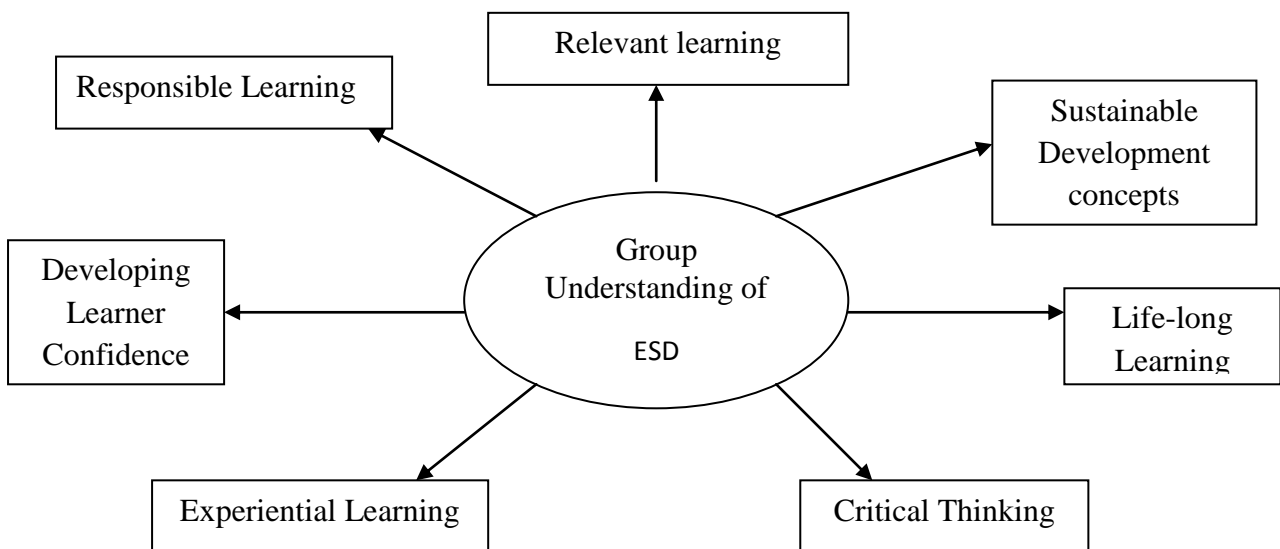 Relevant learning
Responsible Learning
Sustainable
Development
concepts
Group
Understanding of
ESD
Developing
Learner
Confidence
Life-long
Learning
Experiential Learning
Critical Thinking